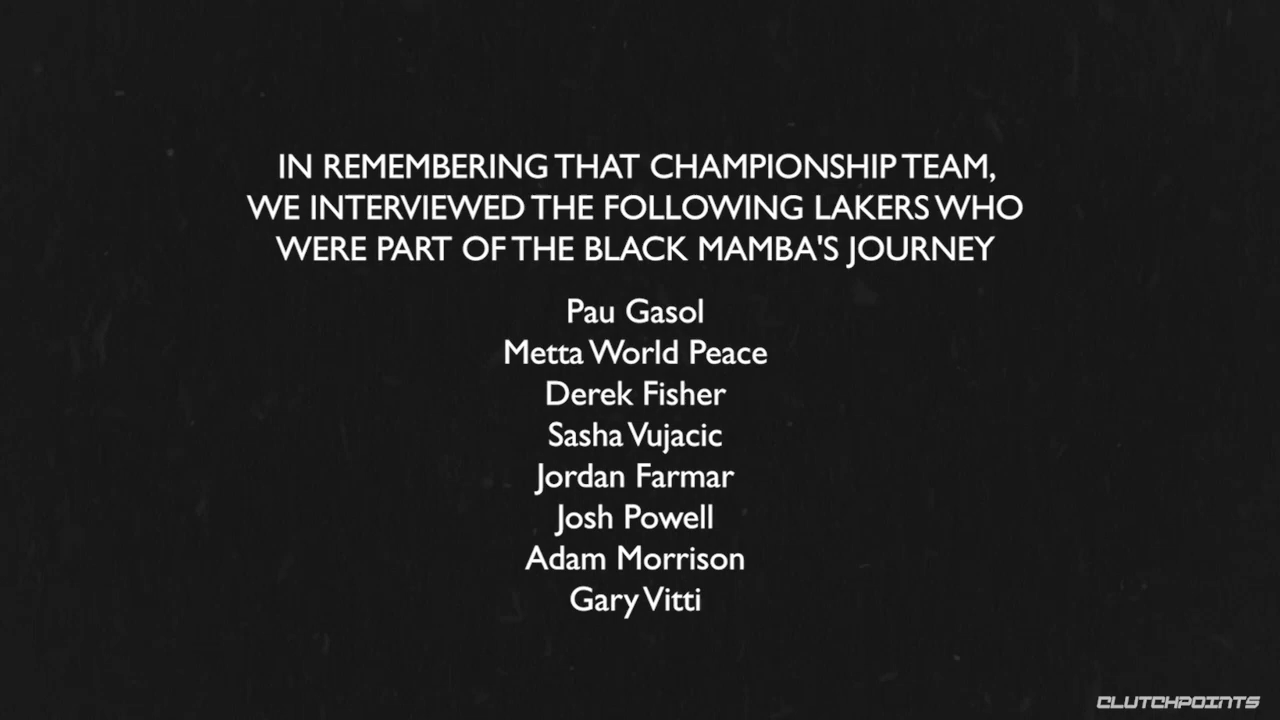 IN REMEMBERING THAT CHAMPIONSHIP TEAM,
WE INTERVIEWED THE FOLLOWING LAKERS WHO
WERE PART OF THE BLACK MAMBA'S JOURNEY
Pau Gasol
Metta World Peace
Derek Fisher
Sasha Vujacic
Jordan Farmar
Josh Powell
Adam Morrison
Gary Vitti
CLUTCHPOINTS